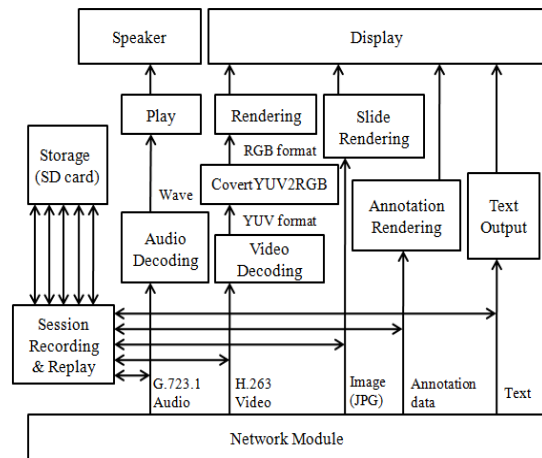 Speaker
Display
Play
Rendering
Slide
Rendering
Storage
(SD card)
RGB format
Wave
CovertYUV2RGB
YUV format
Annotation
Rendering
Text
Output
Audio
Decoding
Video
Decoding
Session
Recording
& Replay
G.723.1
Audio
H.263
Video
Image
(JPG)
Annotation
data
Text
Network Module